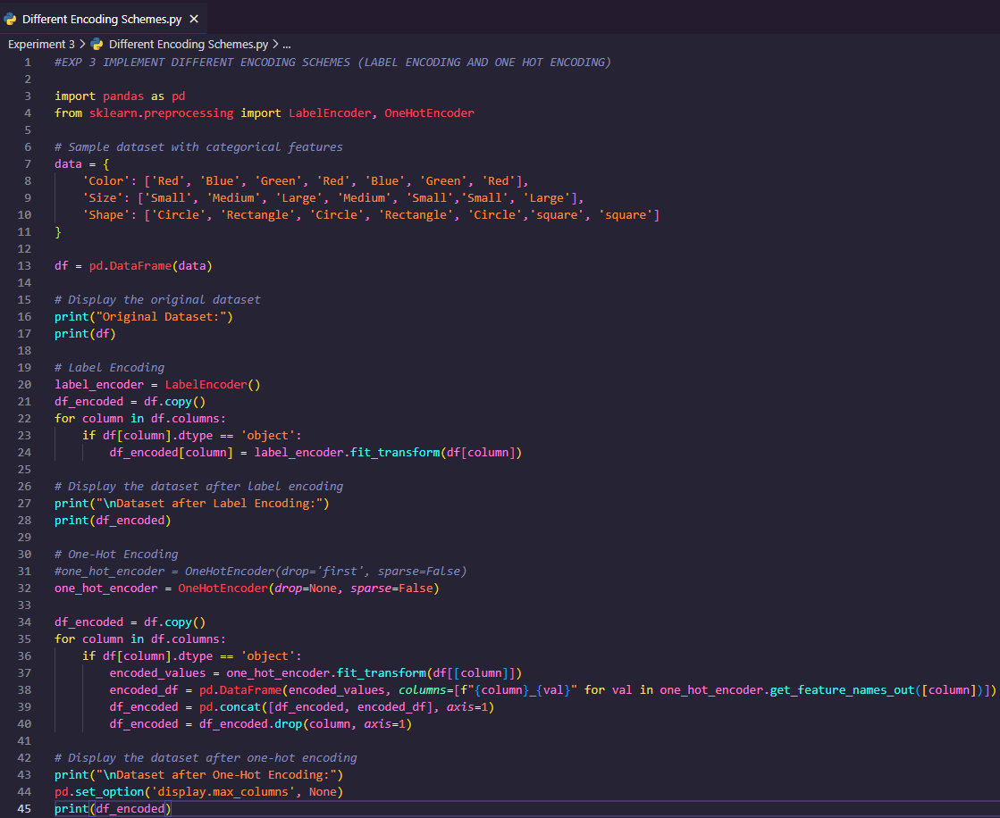 Different Encoding Schemes.py ×
Experiment 3 > Different Encoding Schemes.py > ...
1 #EXP 3 IMPLEMENT DIFFERENT ENCODING SCHEMES (LABEL ENCODING AND ONE HOT ENCODING)
2
3 import pandas as pd
4 from sklearn.preprocessing import LabelEncoder, OneHotEncoder
5
6 # Sample dataset with categorical features
7 data = {
8     'Color': ['Red', 'Blue', 'Green', 'Red', 'Blue', 'Green', 'Red'],
9     'Size': ['Small', 'Medium', 'Large', 'Medium', 'Small','Small', 'Large'],
10     'Shape': ['Circle', 'Rectangle', 'Circle', 'Rectangle', 'Circle','square', 'square']
11 }
12
13 df = pd.DataFrame(data)
14
15 # Display the original dataset
16 print("Original Dataset:")
17 print(df)
18
19 # Label Encoding
20 label_encoder = LabelEncoder()
21 df_encoded = df.copy()
22 for column in df.columns:
23     if df[column].dtype == 'object':
24         df_encoded[column] = label_encoder.fit_transform(df[column])
25
26 # Display the dataset after label encoding
27 print("\nDataset after Label Encoding:")
28 print(df_encoded)
29
30 # One-Hot Encoding
31 #one_hot_encoder = OneHotEncoder(drop='first', sparse=False)
32 one_hot_encoder = OneHotEncoder(drop=None, sparse=False)
33
34 df_encoded = df.copy()
35 for column in df.columns:
36     if df[column].dtype == 'object':
37         encoded_values = one_hot_encoder.fit_transform(df[[column]])
38         encoded_df = pd.DataFrame(encoded_values, columns=[f"{column}_{val}" for val in one_hot_encoder.get_feature_names_out([column])])
39         df_encoded = pd.concat([df_encoded, encoded_df], axis=1)
40         df_encoded = df_encoded.drop(column, axis=1)
41
42 # Display the dataset after one-hot encoding
43 print("\nDataset after One-Hot Encoding:")
44 pd.set_option('display.max_columns', None)
45 print(df_encoded)